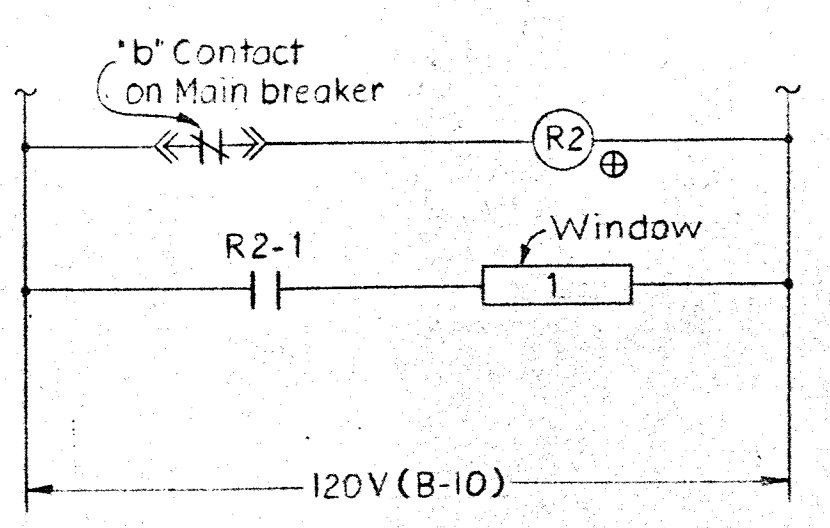 "b" Contact
on Main breaker
R2
R2-1
Window
1
120V (B-10)